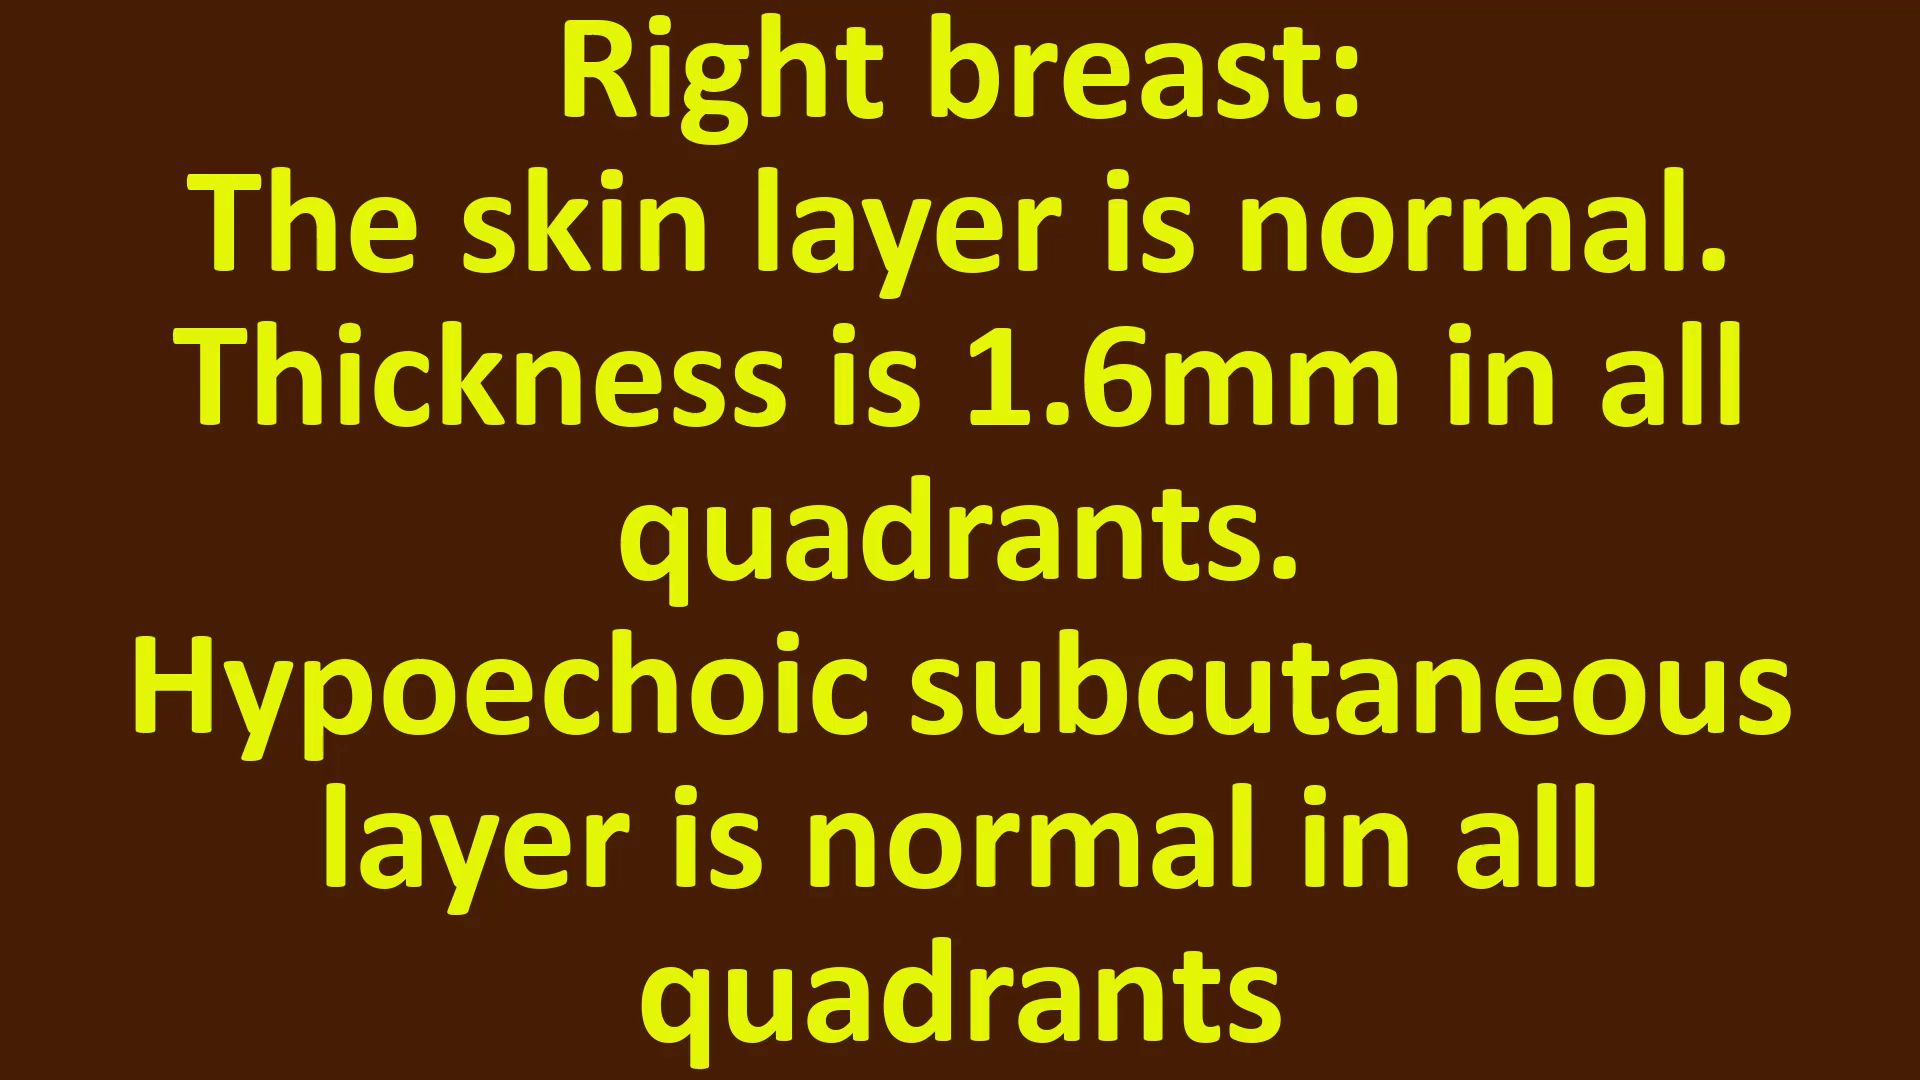 Right breast:
The skin layer is normal.
Thickness is 1.6mm in all
quadrants.
Hypoechoic subcutaneous
layer is normal in all
quadrants